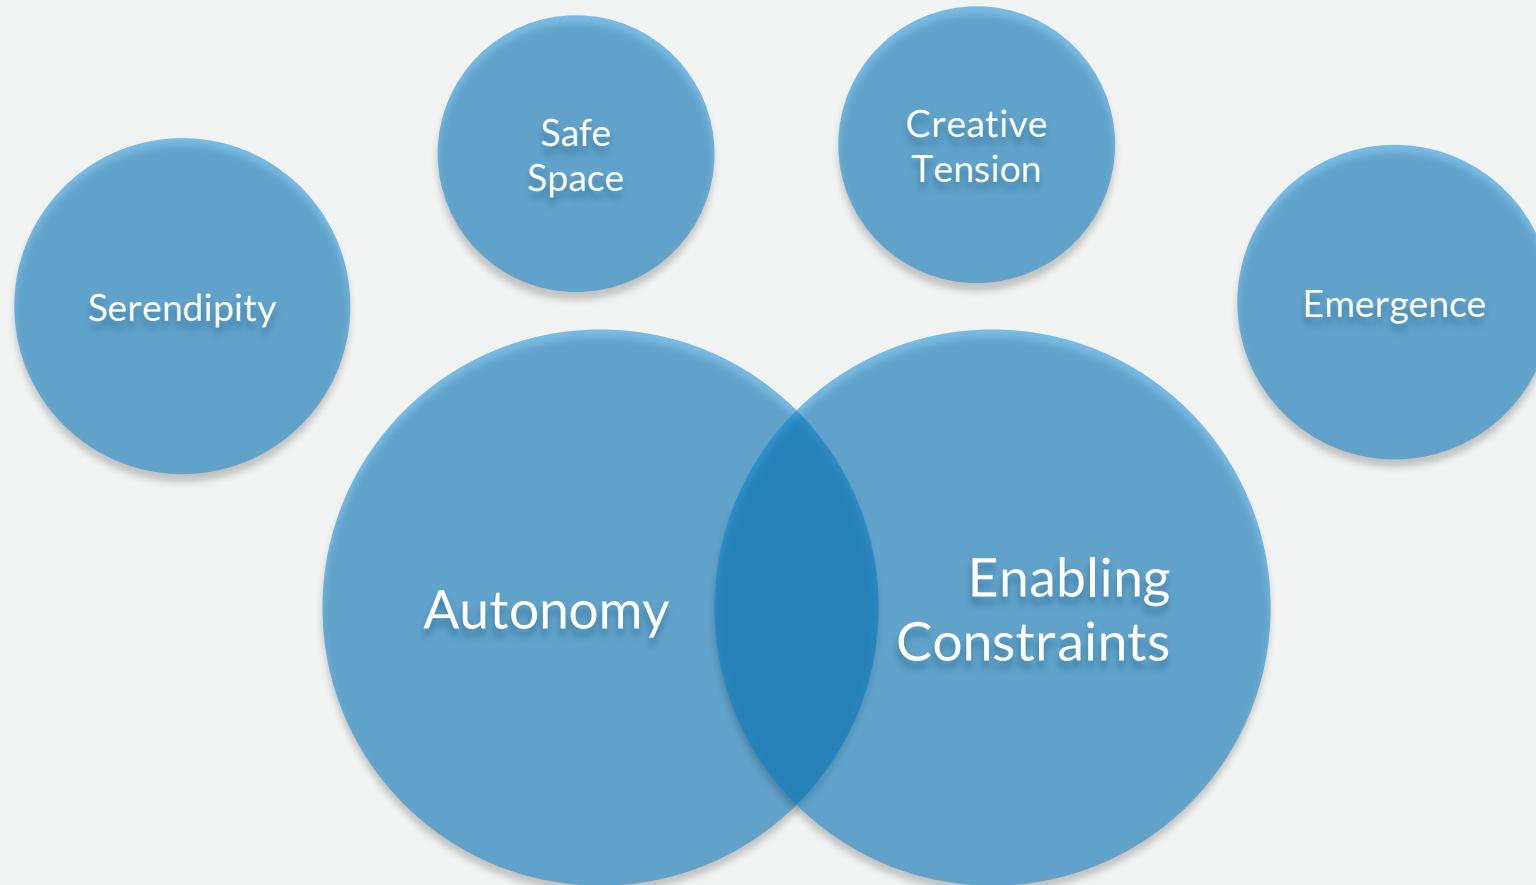 Safe
Space
Creative
Tension
Serendipity
Emergence
Autonomy
Enabling
Constraints